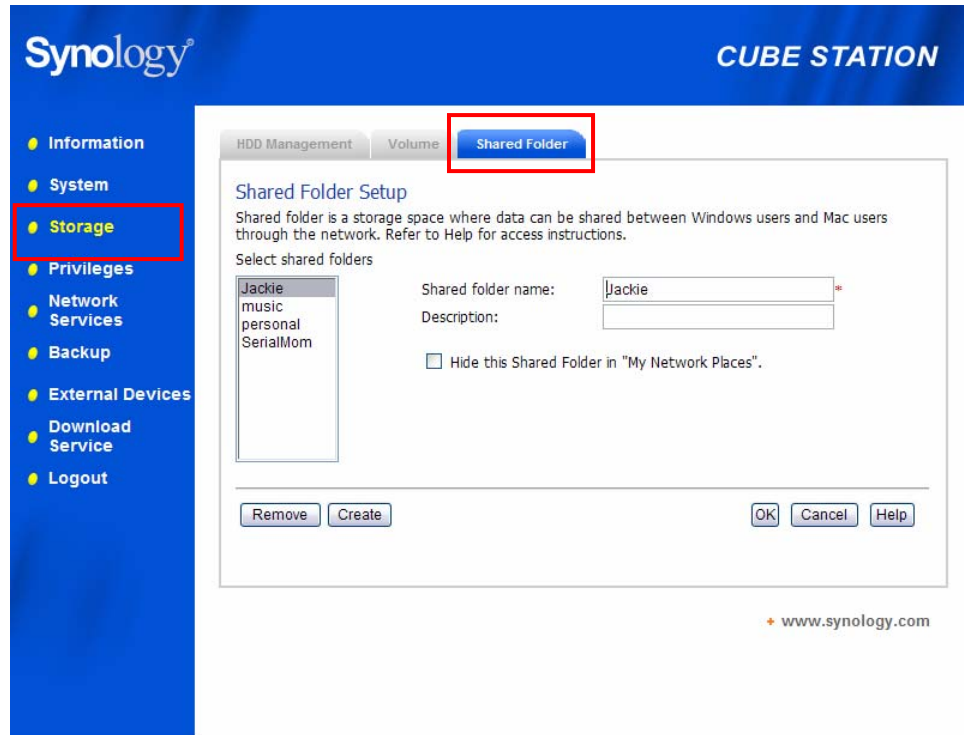 Synology®
CUBE STATION
Information
System
Storage
Privileges
Network
Services
Backup
External Devices
Download
Service
Logout
HDD Management
Volume
Shared Folder
Shared Folder Setup
Shared folder is a storage space where data can be shared between Windows users and Mac users
through the network. Refer to Help for access instructions.
Select shared folders
Jackie
music
personal
SerialMom
Shared folder name: Jackie *
Description:
Hide this Shared Folder in "My Network Places".
Remove Create OK Cancel Help
+ www.synology.com